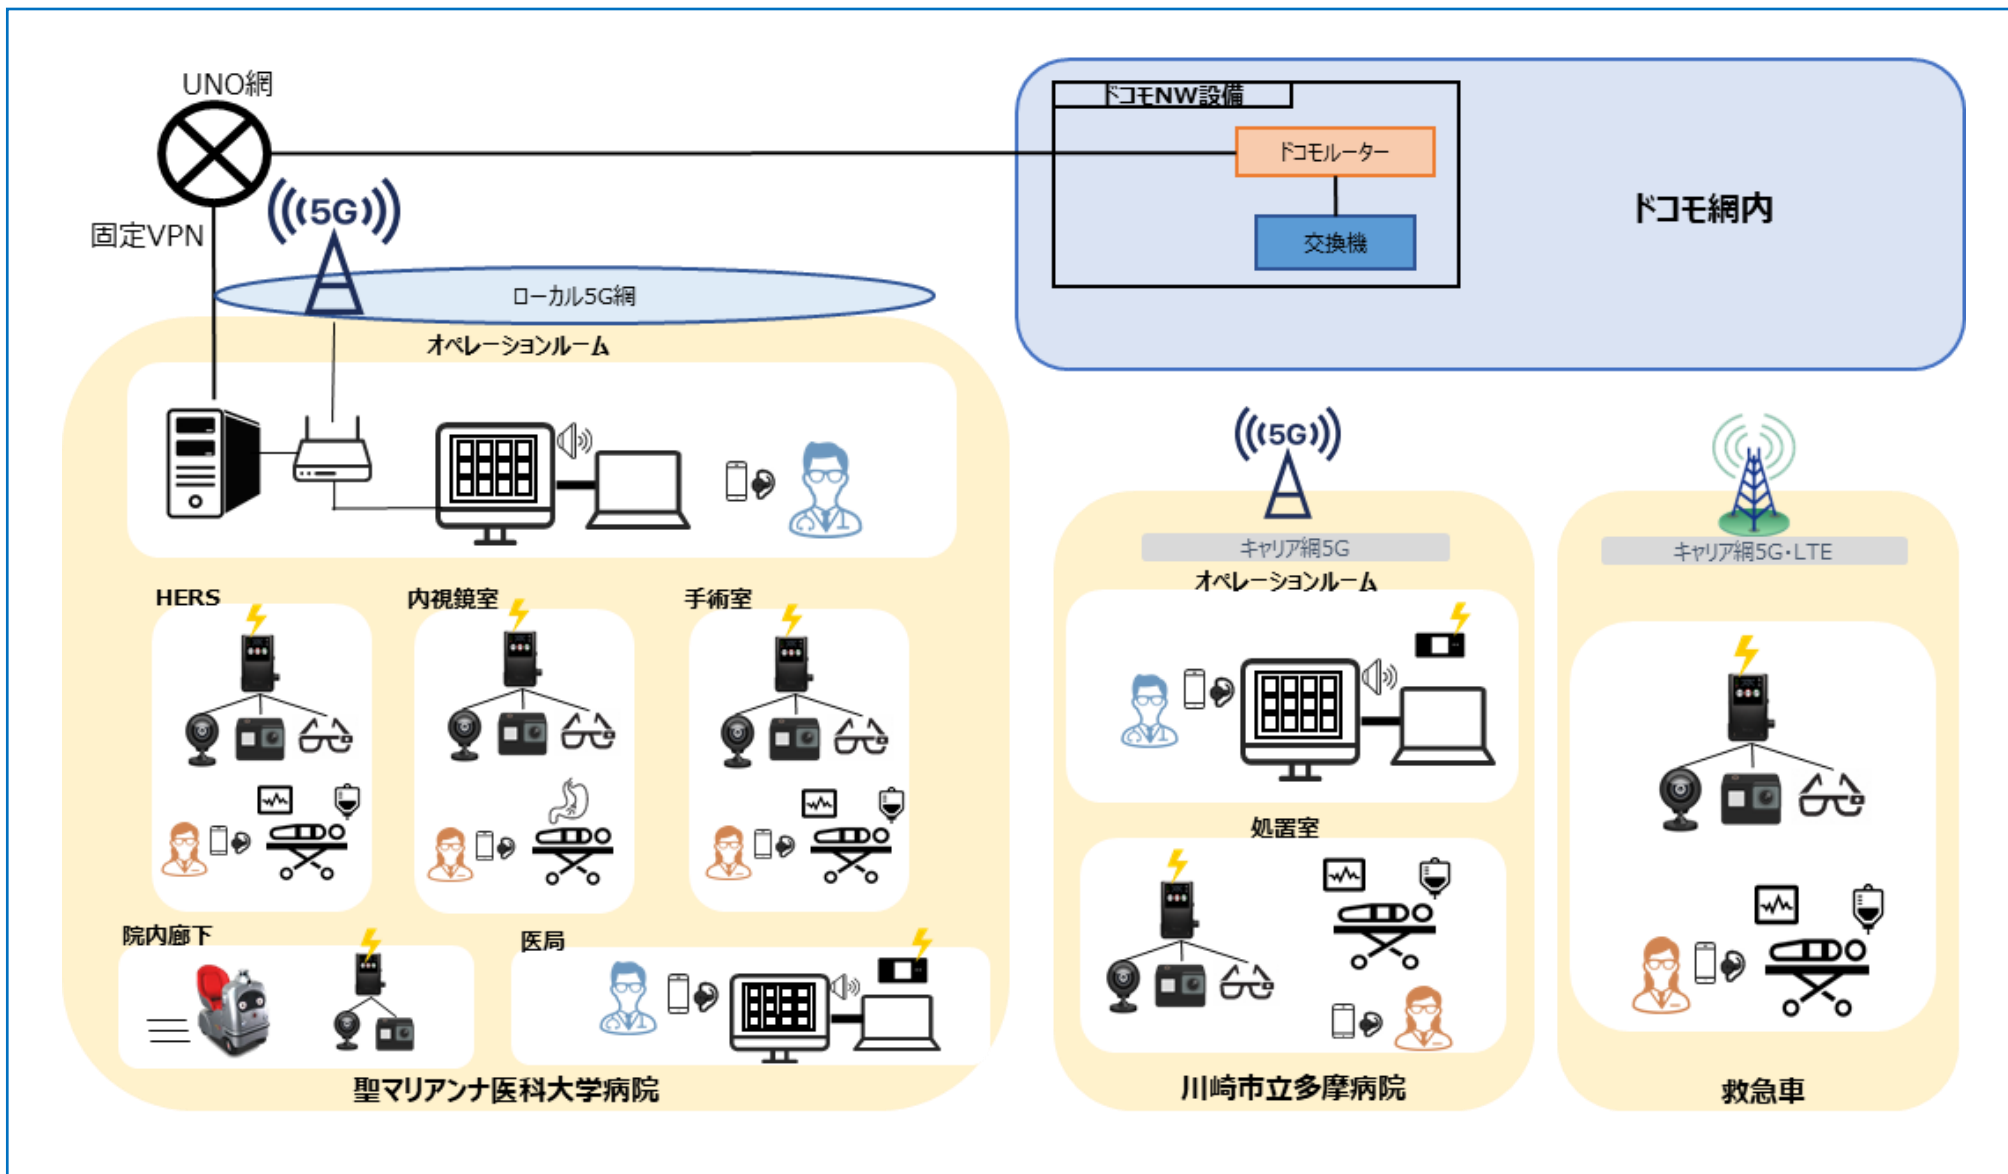 UNO網
ドコモNW設備
ドコモルーター
交換機
ドコモ網内
5G
固定VPN
ローカル5G網
オペレーションルーム
5G
キャリア網5G
キャリア網5G・LTE
オペレーションルーム
HERS
内視鏡室
手術室
処置室
院内廊下
医局
聖マリアンナ医科大学病院
川崎市立多摩病院
救急車